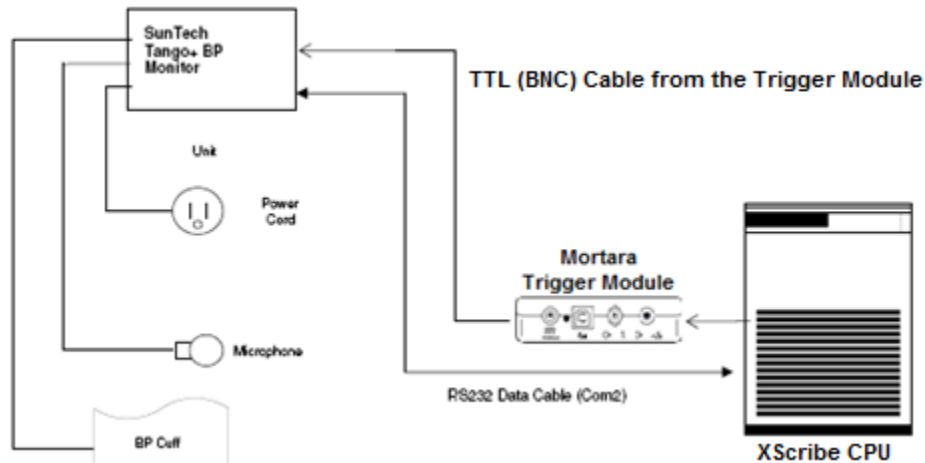 SunTech
Tango+ BP
Monitor
TTL (BNC) Cable from the Trigger Module
Unit
Power
Cord
Mortara
Trigger Module
Microphone
RS232 Data Cable (Com2)
BP Cuff
XScribe CPU